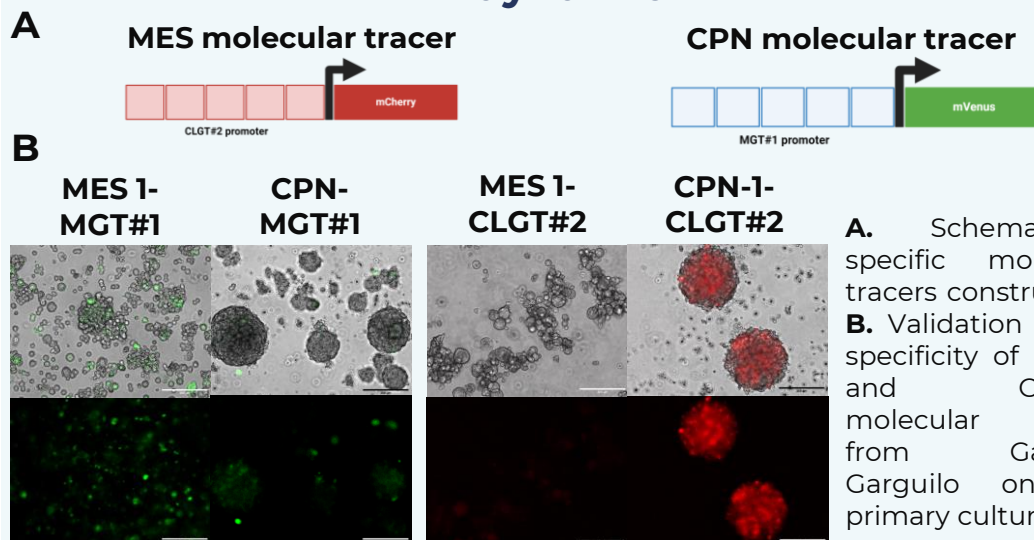 A
MES molecular tracer
mCherry
CLGT#2 promoter
CPN molecular tracer
mVenus
MGT#1 promoter
B
MES 1-
MGT#1
CPN-
MGT#1
MES 1-
CLGT#2
CPN-1-
CLGT#2
A. Schema
specific mo
tracers constru
B. Validation
specificity of
and C
molecular
from Ga
Garguilo on
primary cultur